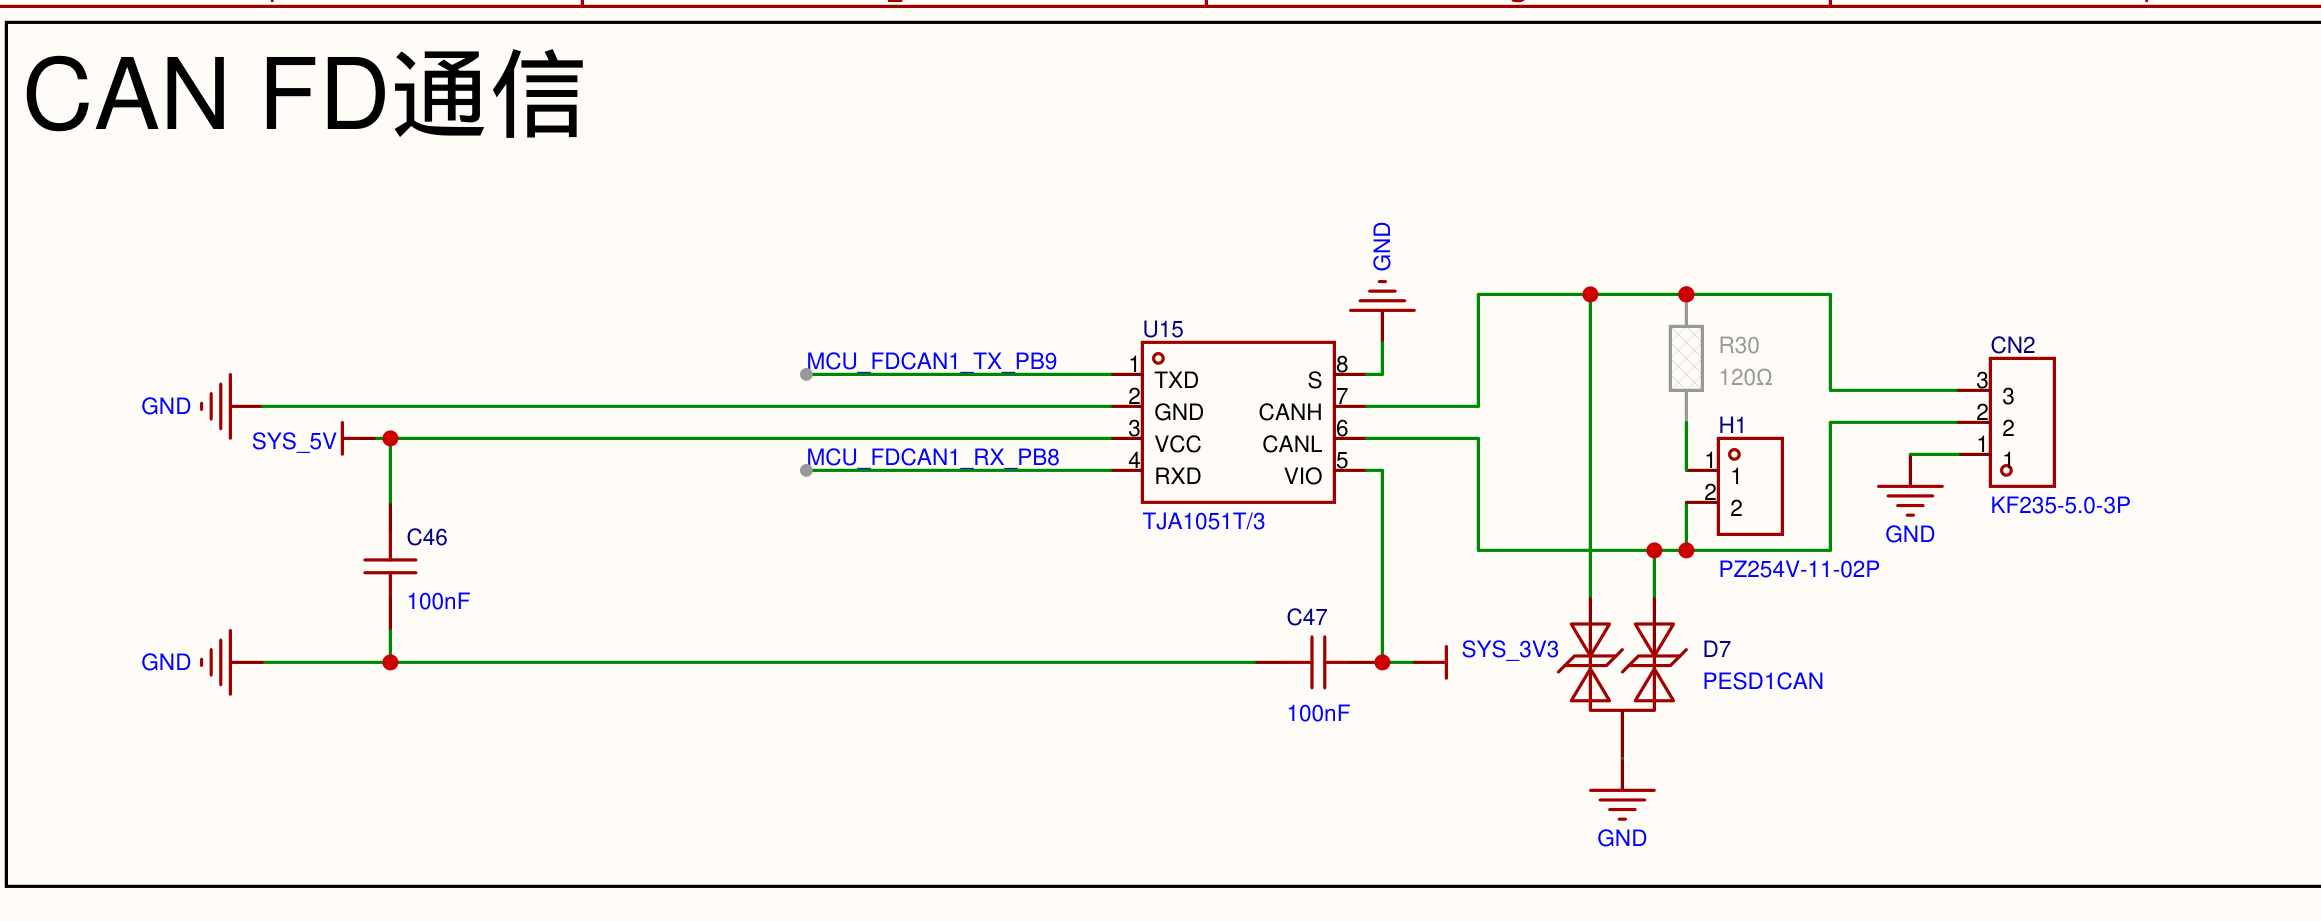 CAN FD通信
GND
U15
MCU_FDCAN1_TX_PB9
1
TXD
S
8
GND
2
GND
CANH
7
SYS_5V
3
VCC
CANL
6
MCU_FDCAN1_RX_PB8
4
RXD
VIO
5
TJA1051T/3
R30
120Ω
H1
1
1
2
2
PZ254V-11-02P
CN2
3
3
2
2
1
1
KF235-5.0-3P
GND
C46
100nF
GND
C47
100nF
SYS_3V3
D7
PESD1CAN
GND